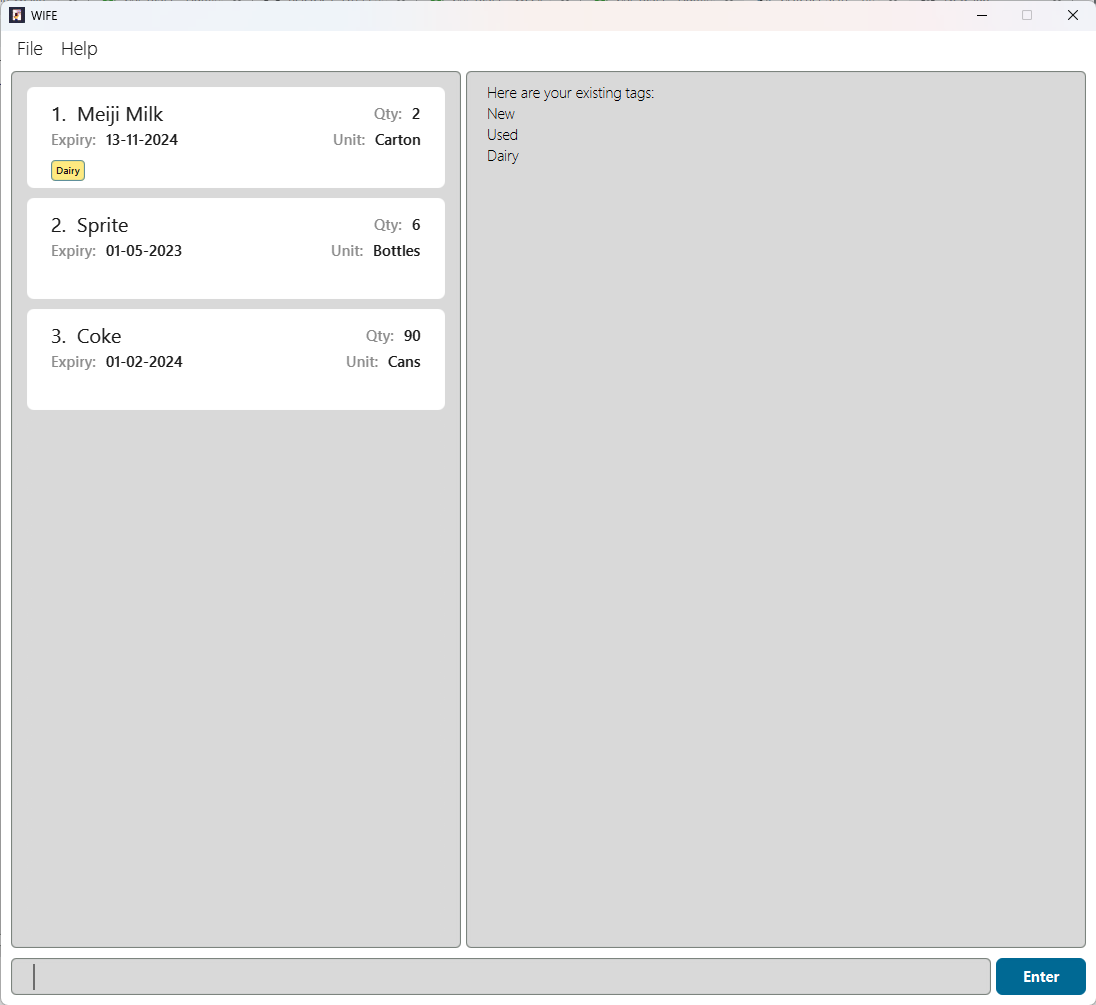 WIFE
File Help
1. Meiji Milk Qty: 2
Expiry: 13-11-2024 Unit: Carton
Dairy
2. Sprite Qty: 6
Expiry: 01-05-2023 Unit: Bottles
3. Coke Qty: 90
Expiry: 01-02-2024 Unit: Cans
Here are your existing tags:
New
Used
Dairy
Enter